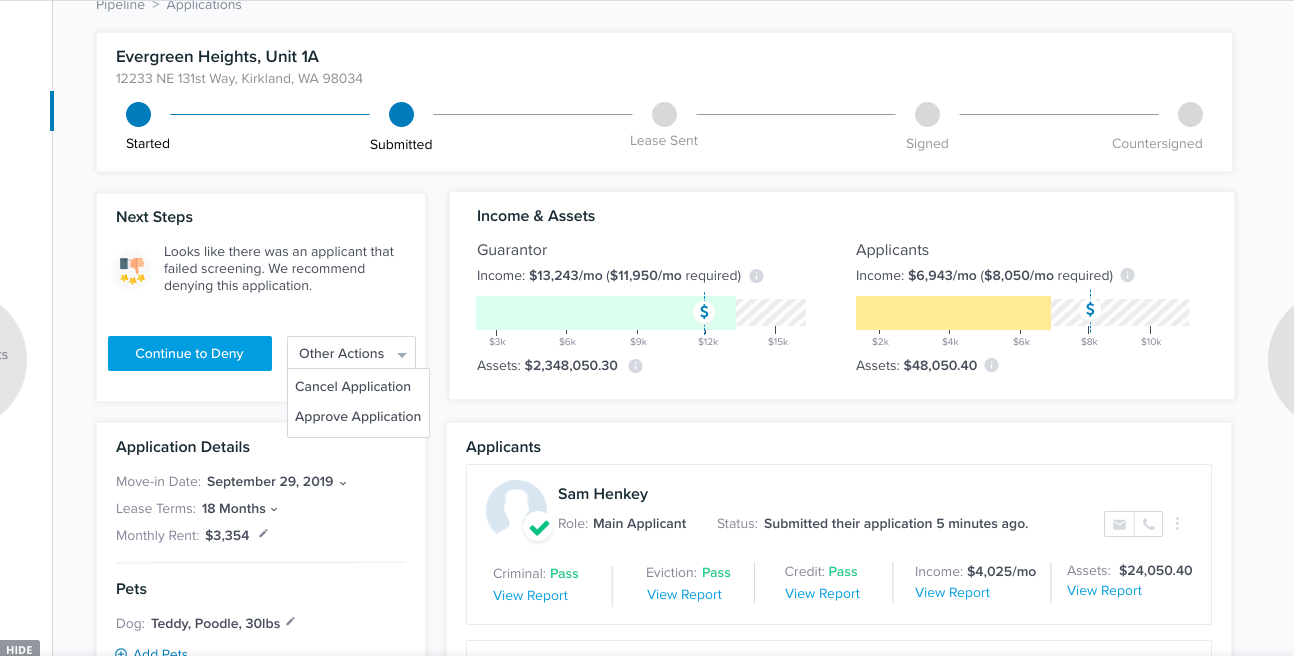 Pipeline > Applications
Evergreen Heights, Unit 1A
12233 NE 131st Way, Kirkland, WA 98034
Started
Submitted
Lease Sent
Signed
Countersigned
Next Steps
Looks like there was an applicant that
failed screening. We recommend
denying this application.
Continue to Deny
Other Actions
Cancel Application
Approve Application
Income & Assets
Guarantor
Income: $13,243/mo ($11,950/mo required)
$
$3k $6k $9k $12k $15k
Assets: $2,348,050.30
Applicants
Income: $6,943/mo ($8,050/mo required)
$
$2k $4k $6k $8k $10k
Assets: $48,050.40
ts
Application Details
Move-in Date: September 29, 2019
Lease Terms: 18 Months
Monthly Rent: $3,354
Pets
Dog: Teddy, Poodle, 30lbs
Add Pets
HIDE
Applicants
Sam Henkey
Role: Main Applicant Status: Submitted their application 5 minutes ago.
Criminal: Pass
View Report
Eviction: Pass
View Report
Credit: Pass
View Report
Income: $4,025/mo
View Report
Assets: $24,050.40
View Report